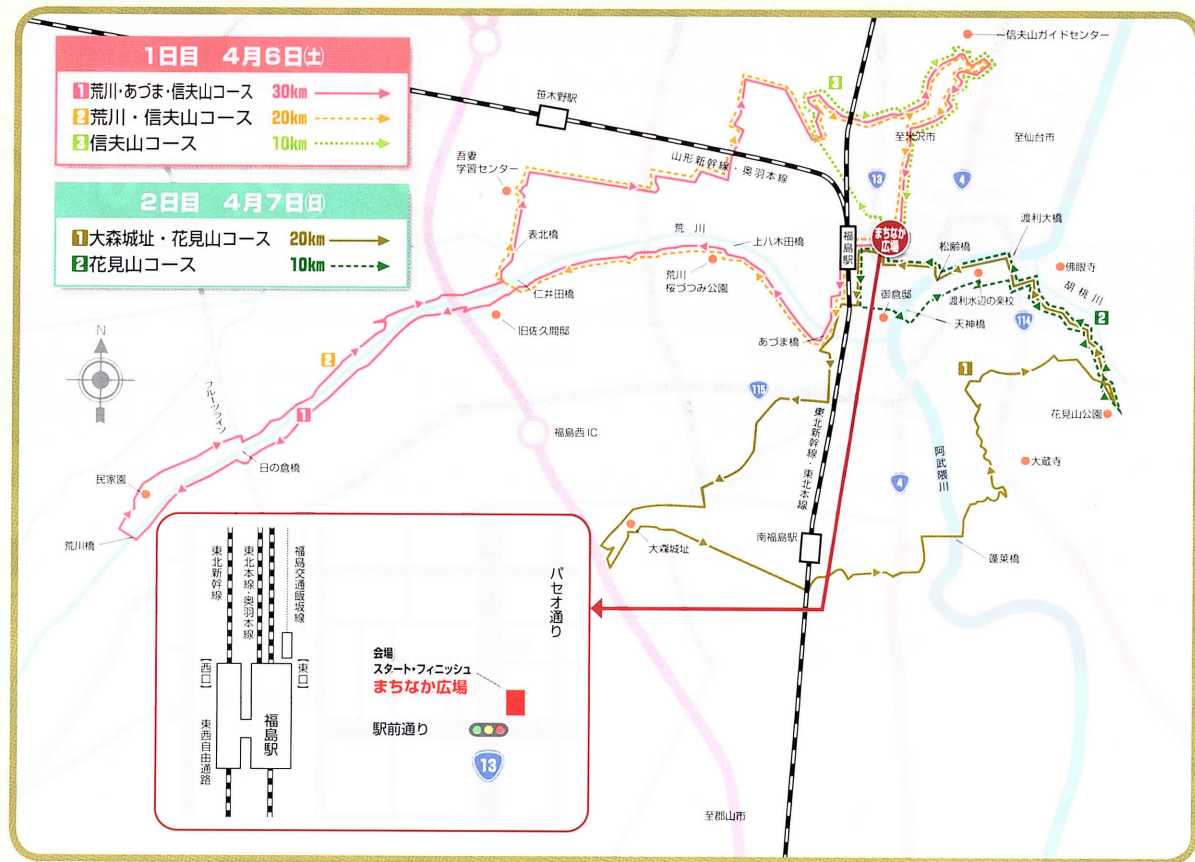 1日目 4月6日㈯
1 荒川・あづま・信夫山コース 30km
2 荒川・信夫山コース 20km
3 信夫山コース 10km
2日目 4月7日㈰
1 大森城址・花見山コース 20km
2 花見山コース 10km
信夫山ガイドセンター
笹木野駅
3
至米沢市
至仙台市
山形新幹線・奥羽本線
吾妻
学習センター
13
4
渡利大橋
荒川
上八木田橋
表北橋
福島駅
まちなか
広場
松齢橋
佛眼寺
胡桃川
荒川
桜づつみ公園
仁井田橋
御倉邸
渡利水辺の楽校
天神橋
114
2
旧佐久間邸
あづま橋
N
2
フルーツライン
1
115
1
花見山公園
福島西IC
東北新幹線・東北本線
日の倉橋
民家園
大蔵寺
阿武隈川
4
荒川橋
大森城址
南福島駅
蓬莱橋
東北新幹線
東北本線・奥羽本線
福島交通飯坂線
パセオ通り
【西口】
【東口】
会場
スタート・フィニッシュ
まちなか広場
福島駅
東西自由通路
駅前通り
13
至郡山市